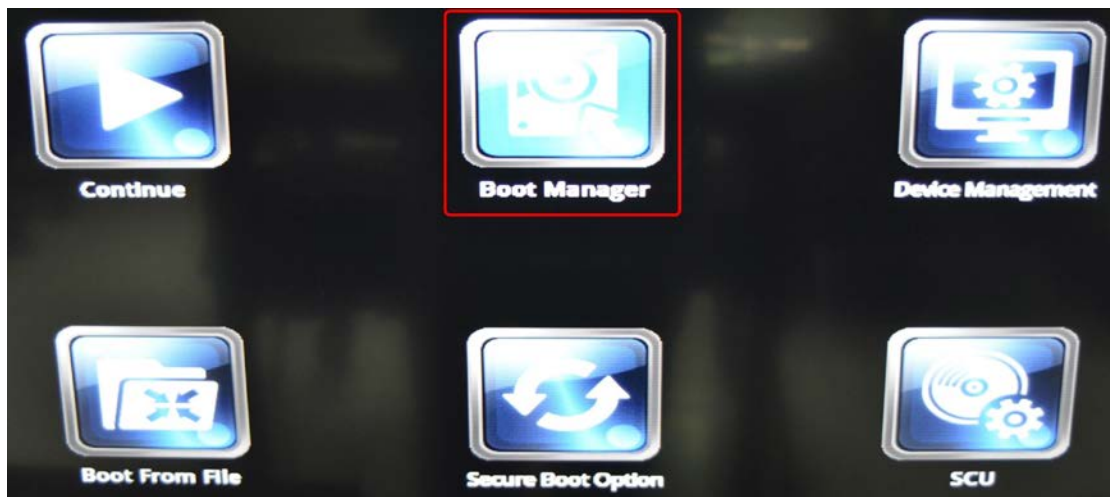 Continue
Boot Manager
Device Management
Boot From File
Secure Boot Option
SCU